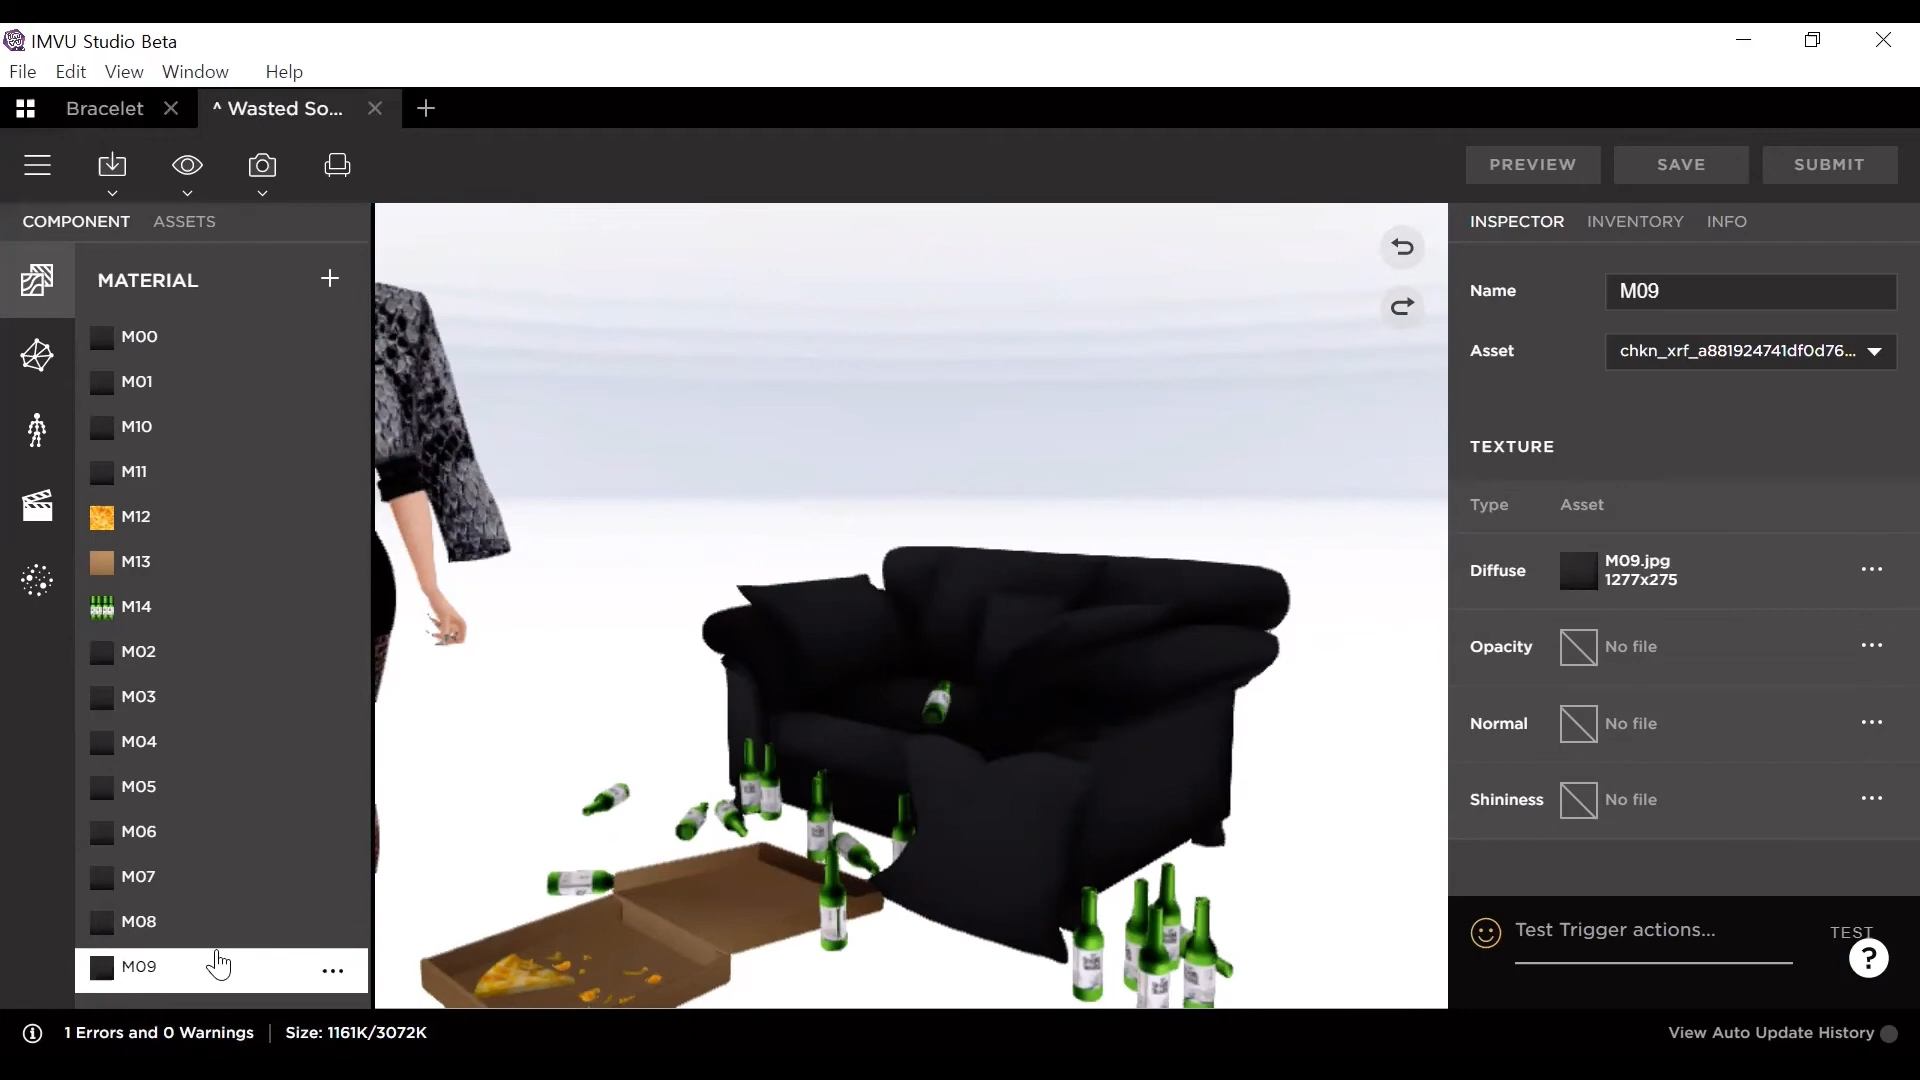 IMVU Studio Beta
File Edit View Window Help
Bracelet ^ Wasted So...
PREVIEW SAVE SUBMIT
COMPONENT ASSETS
MATERIAL
M00
M01
M10
M11
M12
M13
M14
M02
M03
M04
M05
M06
M07
M08
M09
INSPECTOR INVENTORY INFO
Name M09
Asset chkn_xrf_a881924741df0d76...
TEXTURE
Type Asset
Diffuse M09.jpg
1277x275
Opacity No file
Normal No file
Shininess No file
Test Trigger actions... TEST
?
1 Errors and 0 Warnings Size: 1161K/3072K
View Auto Update History